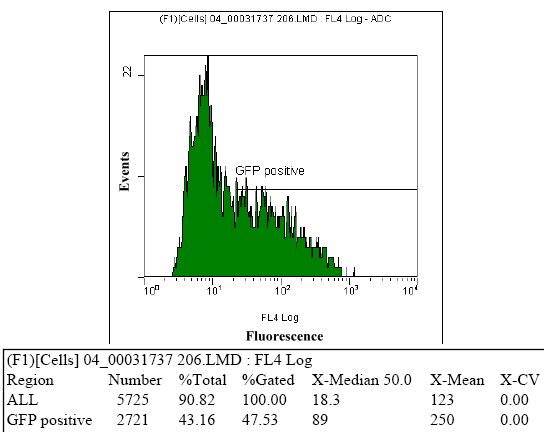 (F1)[Cells] 04_00031737 206.LMD : FL4 Log - ADC
22
GFP positive
Events
10^0 10^1 10^2 10^3 10^4
FL4 Log
Fluorescence
(F1)[Cells] 04_00031737 206.LMD : FL4 Log
Region Number %Total %Gated X-Median 50.0 X-Mean X-CV
ALL 5725 90.82 100.00 18.3 123 0.00
GFP positive 2721 43.16 47.53 89 250 0.00